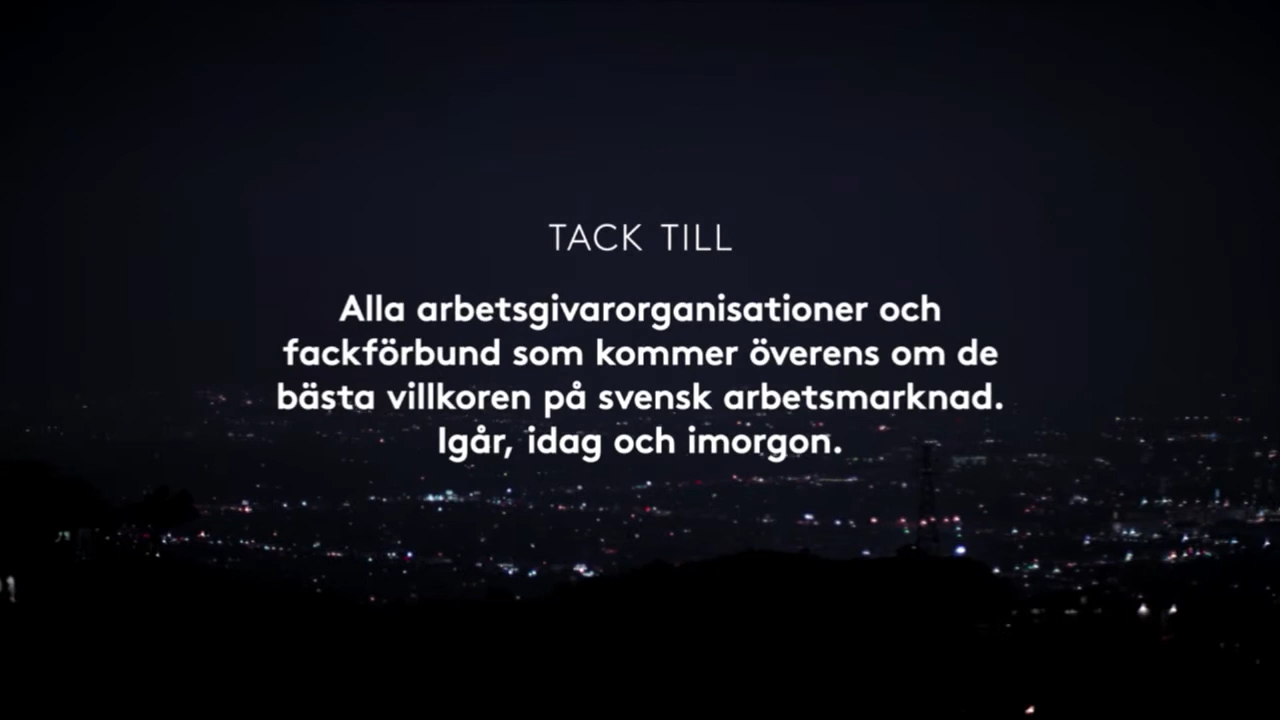 TACK TILL
Alla arbetsgivarorganisationer och
fackförbund som kommer överens om de
bästa villkoren på svensk arbetsmarknad.
Igår, idag och imorgon.